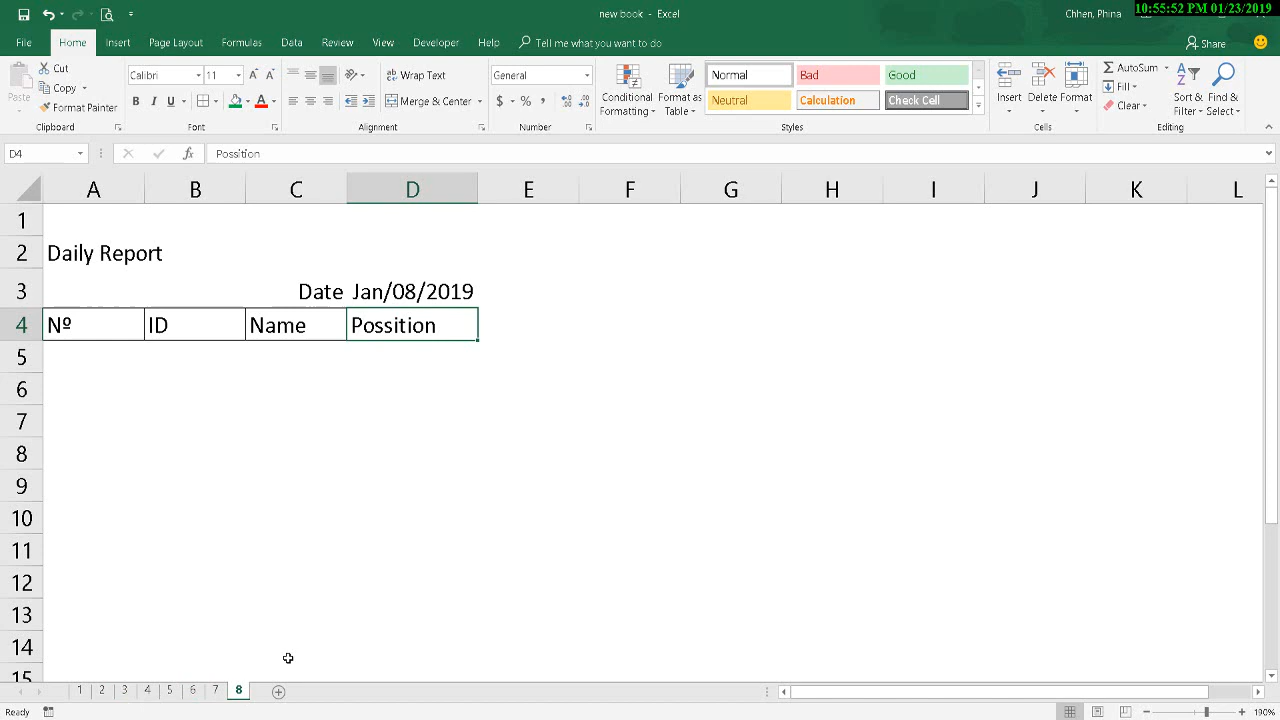 10:55:52 PM 01/23/2019
new book - Excel
Chhen, Phina
File Home Insert Page Layout Formulas Data Review View Developer Help Tell me what you want to do Share
Paste Cut Copy Format Painter Clipboard
Calibri 11 B I U A Font
Wrap Text Merge & Center Alignment
General $ % , Number
Conditional Formatting Format as Table Normal Bad Good Neutral Calculation Check Cell Styles
Insert Delete Format Cells
AutoSum Fill Clear Sort & Filter Find & Select Editing
D4 fx Possition
A B C D E F G H I J K L
1
2 Daily Report
3 Date Jan/08/2019
4 Nº ID Name Possition
5
6
7
8
9
10
11
12
13
14
15
1 2 3 4 5 6 7 8
Ready 190%